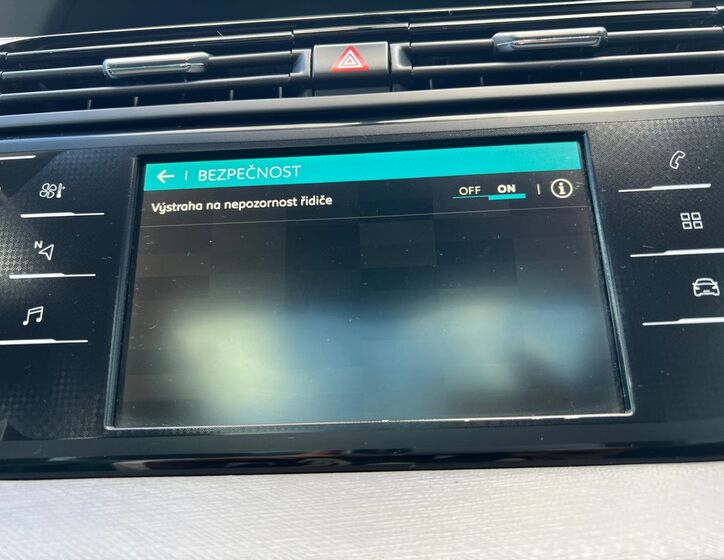 BEZPEČNOST
Výstraha na nepozornost řidiče OFF ON
N